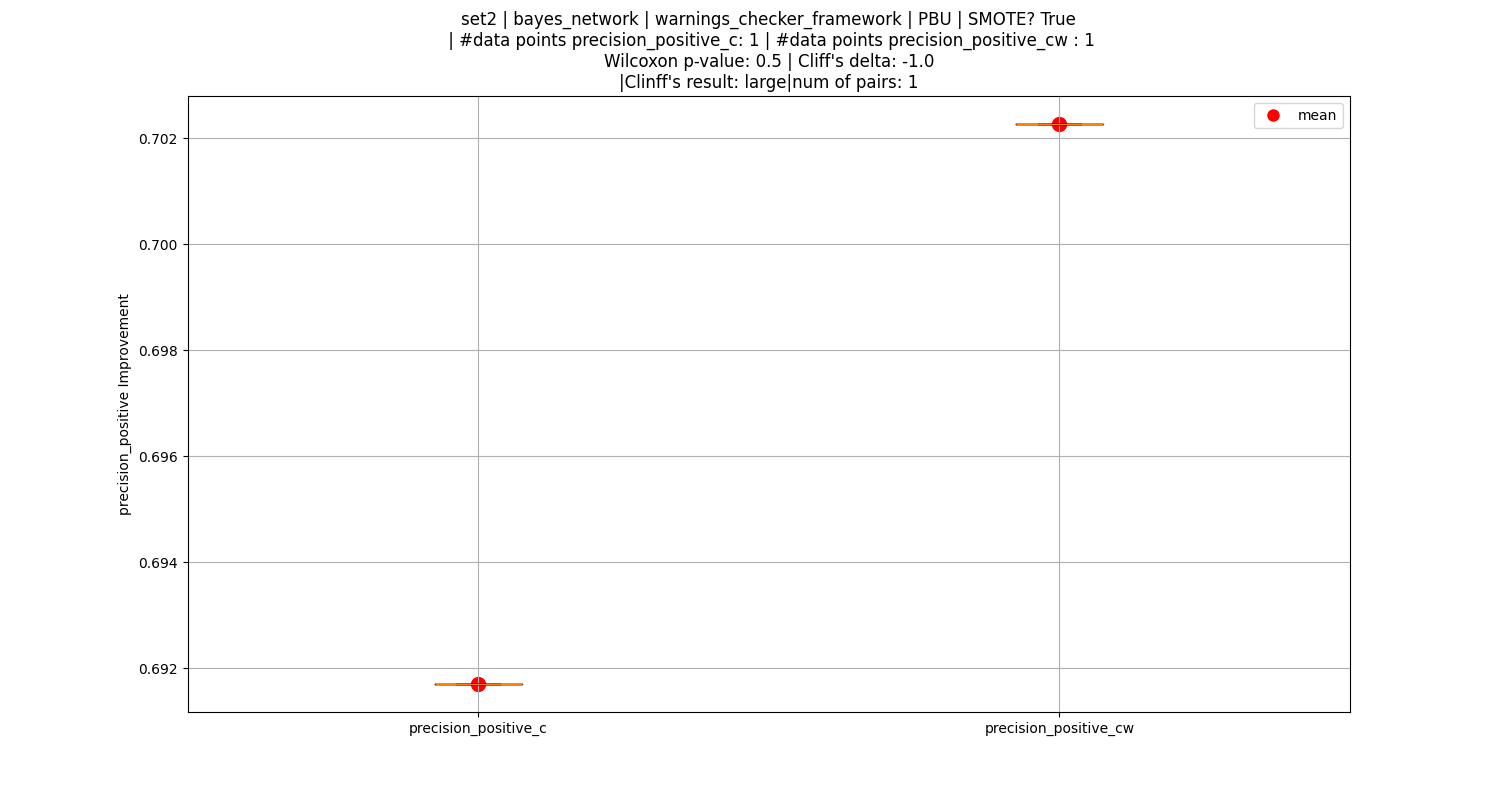 set2 | bayes_network | warnings_checker_framework | PBU | SMOTE? True
| #data points precision_positive_c: 1 | #data points precision_positive_cw : 1
Wilcoxon p-value: 0.5 | Cliff's delta: -1.0
|Clinff's result: large|num of pairs: 1
mean
0.702
0.700
0.698
0.696
0.694
0.692
precision_positive Improvement
precision_positive_c
precision_positive_cw